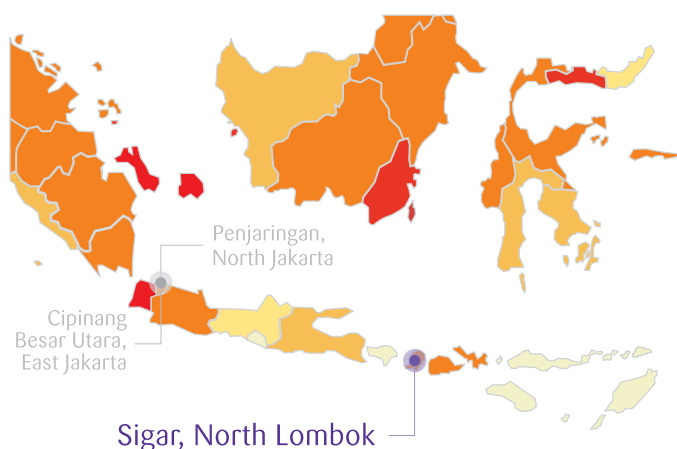 Penjaringan,
North Jakarta
Cipinang
Besar Utara,
East Jakarta
Sigar, North Lombok